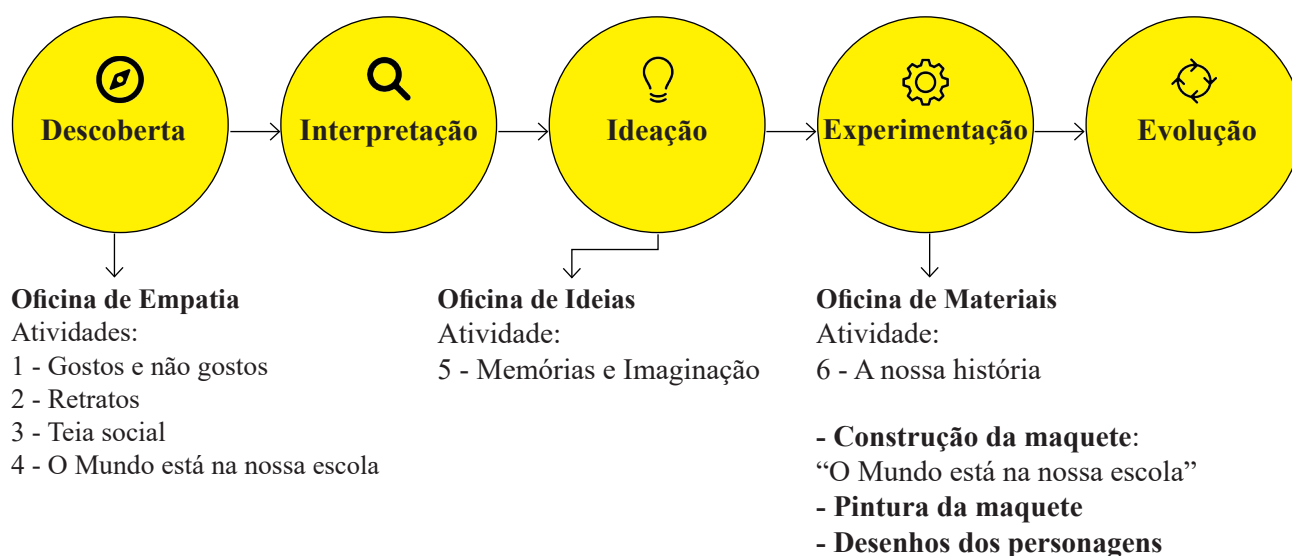 Descoberta
Interpretação
Ideação
Experimentação
Evolução
Oficina de Empatia
Atividades:
1 - Gostos e não gostos
2 - Retratos
3 - Teia social
4 - O Mundo está na nossa escola
Oficina de Ideias
Atividade:
5 - Memórias e Imaginação
Oficina de Materiais
Atividade:
6 - A nossa história
- Construção da maquete:
“O Mundo está na nossa escola”
- Pintura da maquete
- Desenhos dos personagens